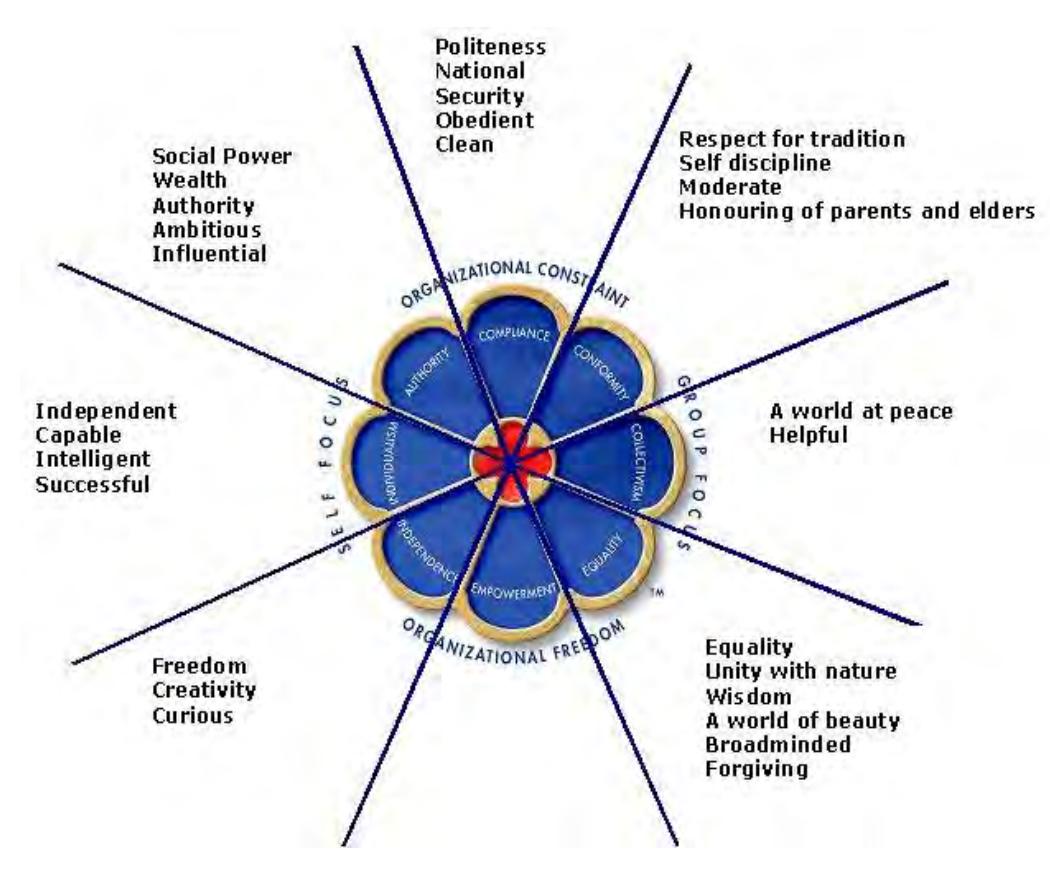 Politeness
National
Security
Obedient
Clean
Respect for tradition
Self discipline
Moderate
Honouring of parents and elders
Social Power
Wealth
Authority
Ambitious
Influential
ORGANIZATIONAL CONSTRAINT
COMPLIANCE
AUTHORITY
CONFORMITY
SELF FOCUS
GROUP FOCUS
Independent
Capable
Intelligent
Successful
A world at peace
Helpful
INDIVIDUALISM
COLLECTIVISM
INDEPENDENCE
EMPOWERMENT
EQUALITY
TM
ORGANIZATIONAL FREEDOM
Freedom
Creativity
Curious
Equality
Unity with nature
Wisdom
A world of beauty
Broadminded
Forgiving